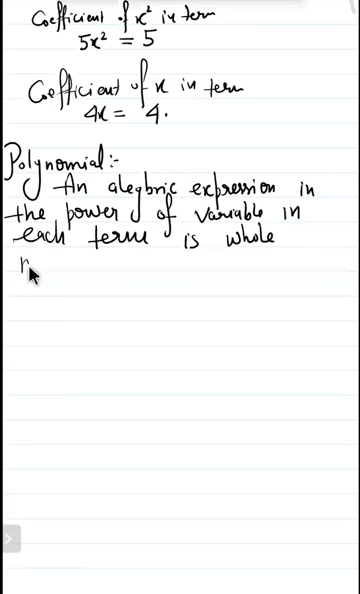 Coefficient of x² in term
5x² = 5
Coefficient of x in term
4x = 4.
Polynomial:-
An alegbric expression in
the power of variable in
each term is whole
n